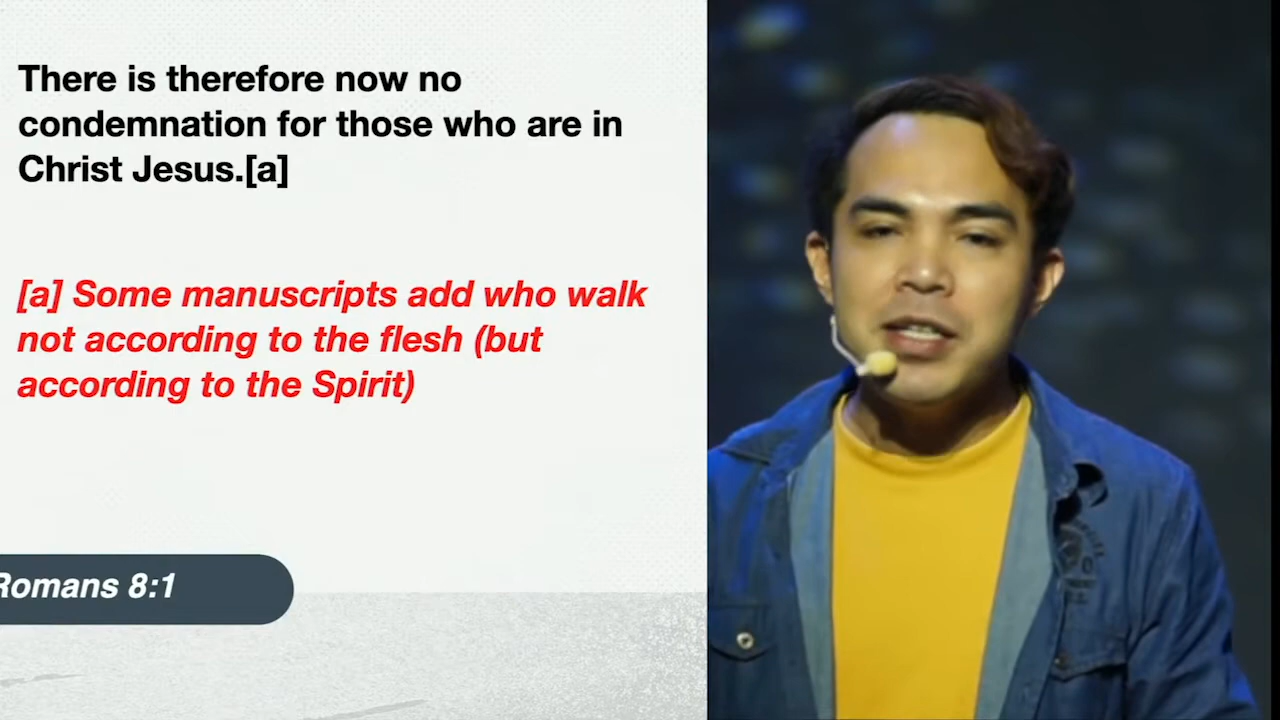 There is therefore now no
condemnation for those who are in
Christ Jesus.[a]
[a] Some manuscripts add who walk
not according to the flesh (but
according to the Spirit)
Romans 8:1